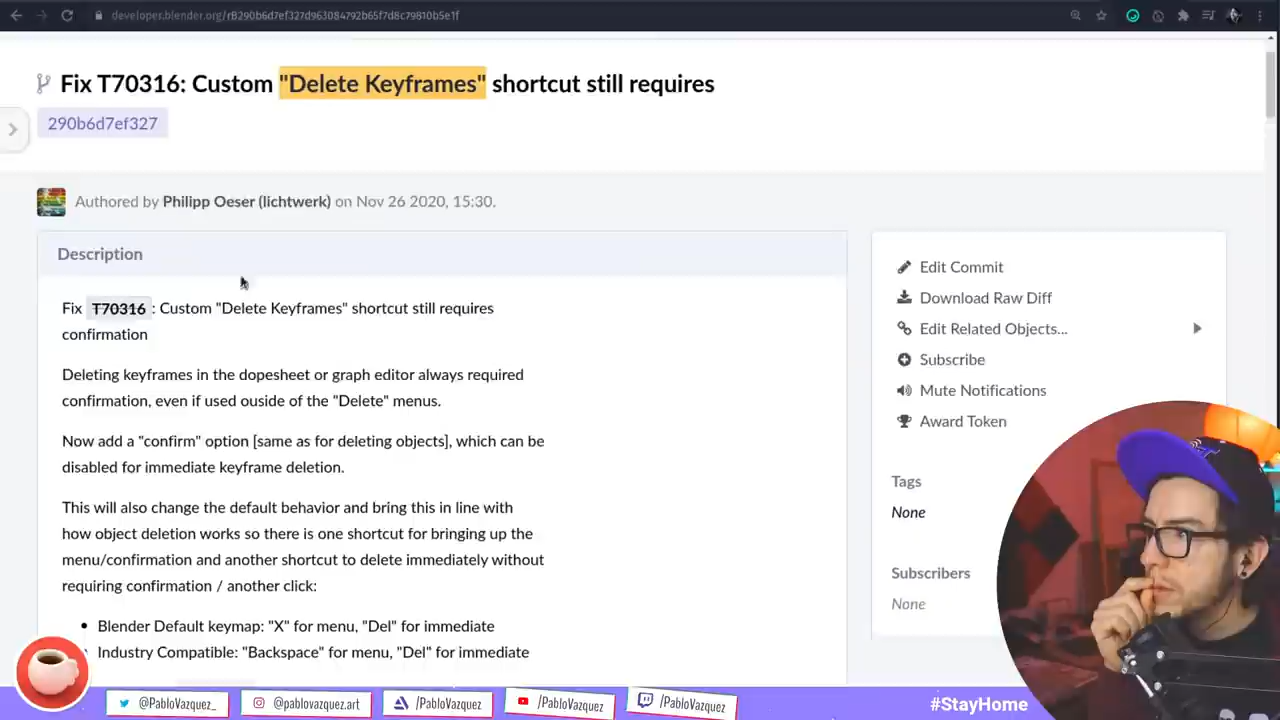 developer.blender.org/rB290b6d7ef327d963084792b65f7d8c79810b5e1f
Fix T70316: Custom "Delete Keyframes" shortcut still requires
290b6d7ef327
Authored by Philipp Oeser (lichtwerk) on Nov 26 2020, 15:30.
Description
Fix T70316: Custom "Delete Keyframes" shortcut still requires
confirmation
Deleting keyframes in the dopesheet or graph editor always required
confirmation, even if used ouside of the "Delete" menus.
Now add a "confirm" option [same as for deleting objects], which can be
disabled for immediate keyframe deletion.
This will also change the default behavior and bring this in line with
how object deletion works so there is one shortcut for bringing up the
menu/confirmation and another shortcut to delete immediately without
requiring confirmation / another click:
Blender Default keymap: "X" for menu, "Del" for immediate
Industry Compatible: "Backspace" for menu, "Del" for immediate
Edit Commit
Download Raw Diff
Edit Related Objects...
Subscribe
Mute Notifications
Award Token
Tags
None
Subscribers
None
@PabloVazquez_
@pablovazquez.art
/PabloVazquez
/PabloVazquez
/PabloVazquez
#StayHome